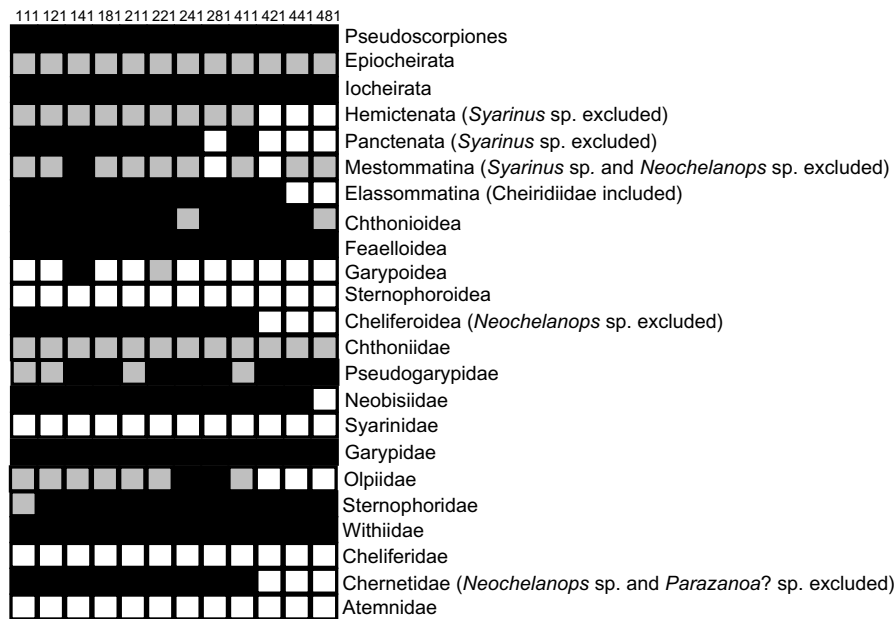 111 121 141 181 211 221 241 281 411 421 441 481
Pseudoscorpiones
Epiocheirata
Iocheirata
Hemictenata (Syarinus sp. excluded)
Panctenata (Syarinus sp. excluded)
Mestommatina (Syarinus sp. and Neochelanops sp. excluded)
Elassommatina (Cheiridiidae included)
Chthonioidea
Feaelloidea
Garypoidea
Sternophoroidea
Cheliferoidea (Neochelanops sp. excluded)
Chthoniidae
Pseudogarypidae
Neobisiidae
Syarinidae
Garypidae
Olpiidae
Sternophoridae
Withiidae
Cheliferidae
Chernetidae (Neochelanops sp. and Parazanoa? sp. excluded)
Atemnidae